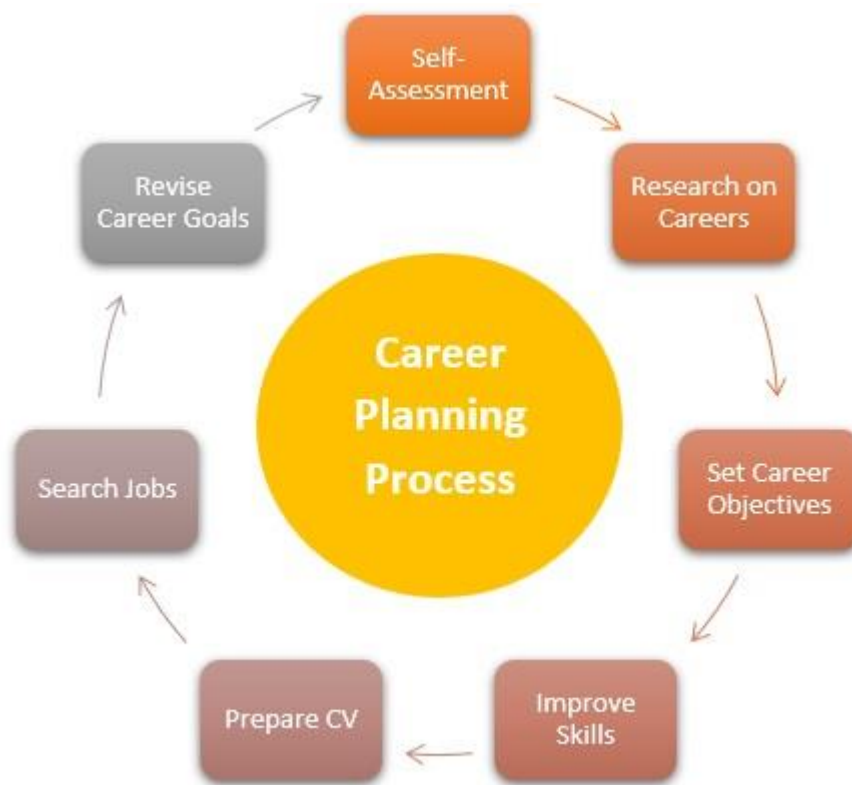 Self-
Assessment
Research on
Careers
Set Career
Objectives
Improve
Skills
Prepare CV
Search Jobs
Revise
Career Goals
Career
Planning
Process